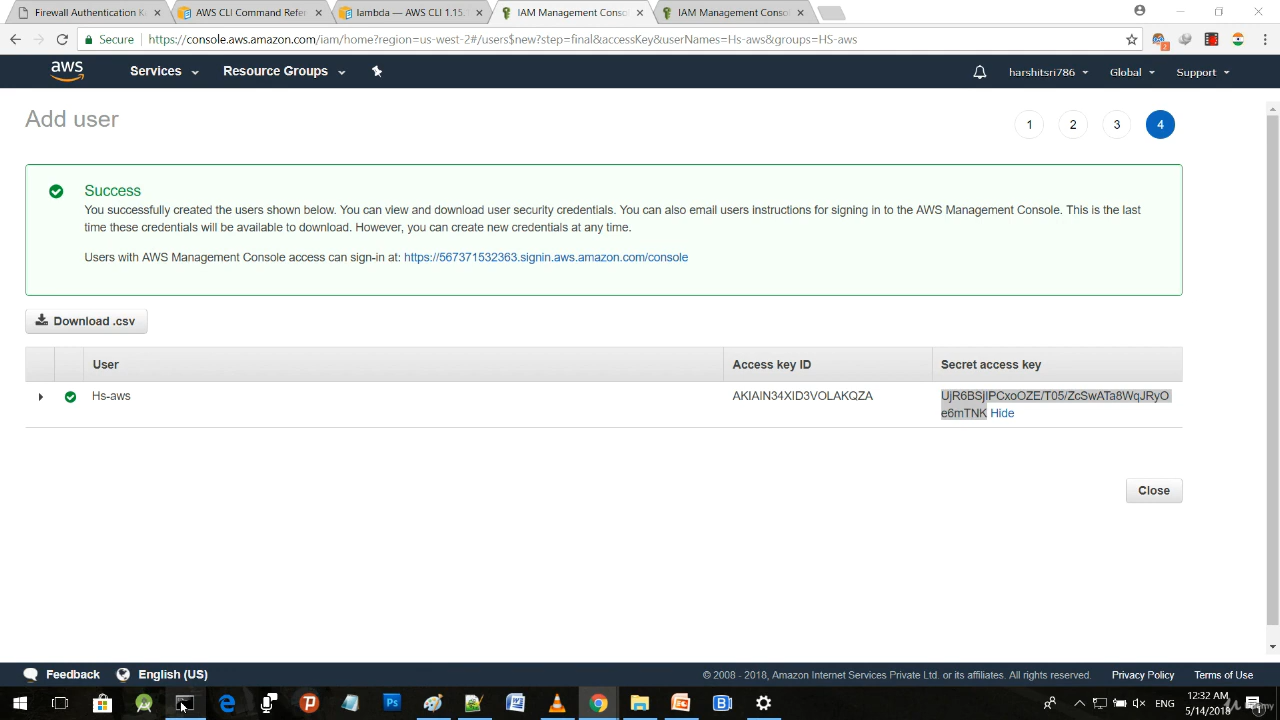 Firewall Authentication K
AWS CLI Command Refer
lambda — AWS CLI 1.15.
IAM Management Conso
IAM Management Conso
Secure
https://console.aws.amazon.com/iam/home?region=us-west-2#/users$new?step=final&accessKey&userNames=Hs-aws&groups=HS-aws
2
aws Services Resource Groups harshitsri786 Global Support
Add user
1 2 3 4
Success
You successfully created the users shown below. You can view and download user security credentials. You can also email users instructions for signing in to the AWS Management Console. This is the last
time these credentials will be available to download. However, you can create new credentials at any time.
Users with AWS Management Console access can sign-in at: https://567371532363.signin.aws.amazon.com/console
Download .csv
User Access key ID Secret access key
Hs-aws AKIAIN34XID3VOLAKQZA UjR6BSjIPCxoOZE/T05/ZcSwATa8WqJRyO
e6mTNK Hide
Close
Feedback English (US) © 2008 - 2018, Amazon Internet Services Private Ltd. or its affiliates. All rights reserved. Privacy Policy Terms of Use
Ps
ENG
12:32 AM
5/14/2018